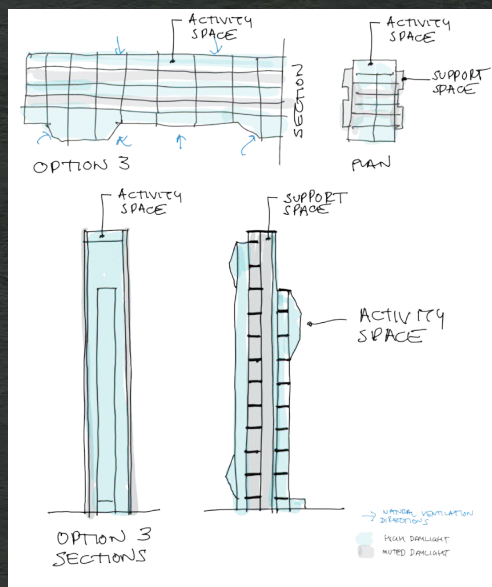 ACTIVITY
SPACE
SECTION
OPTION 3
ACTIVITY
SPACE
SUPPORT
SPACE
PLAN
ACTIVITY
SPACE
SUPPORT
SPACE
ACTIVITY
SPACE
OPTION 3
SECTIONS
NATURAL VENTILATION
DIRECTIONS
HIGH DAYLIGHT
MUTED DAYLIGHT